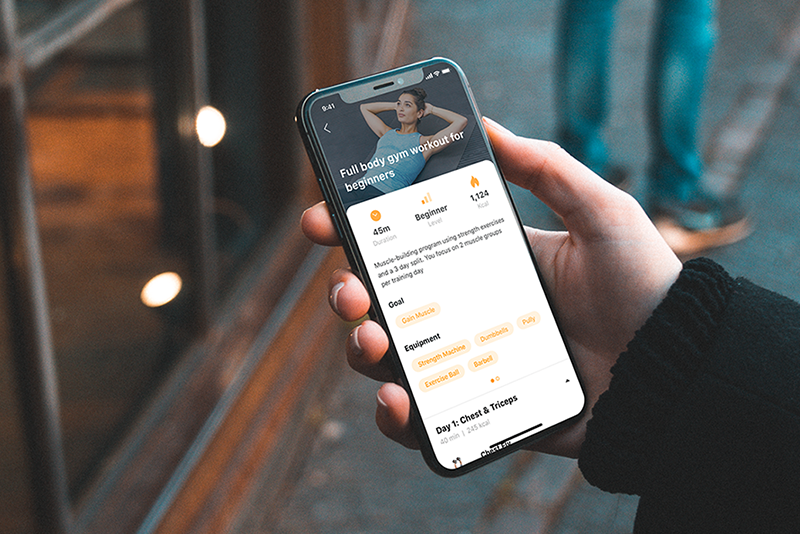 9:41
Full body gym workout for
beginners
45m
Duration
Beginner
Level
1,124
Kcal
Muscle-building program using strength exercises
and a 3 day split. You focus on 2 muscle groups
per training day
Goal
Gain Muscle
Equipment
Strength Machine
Dumbbells
Pully
Exercise Ball
Barbell
Day 1: Chest & Triceps
40 min | 245 kcal
Chest Fly